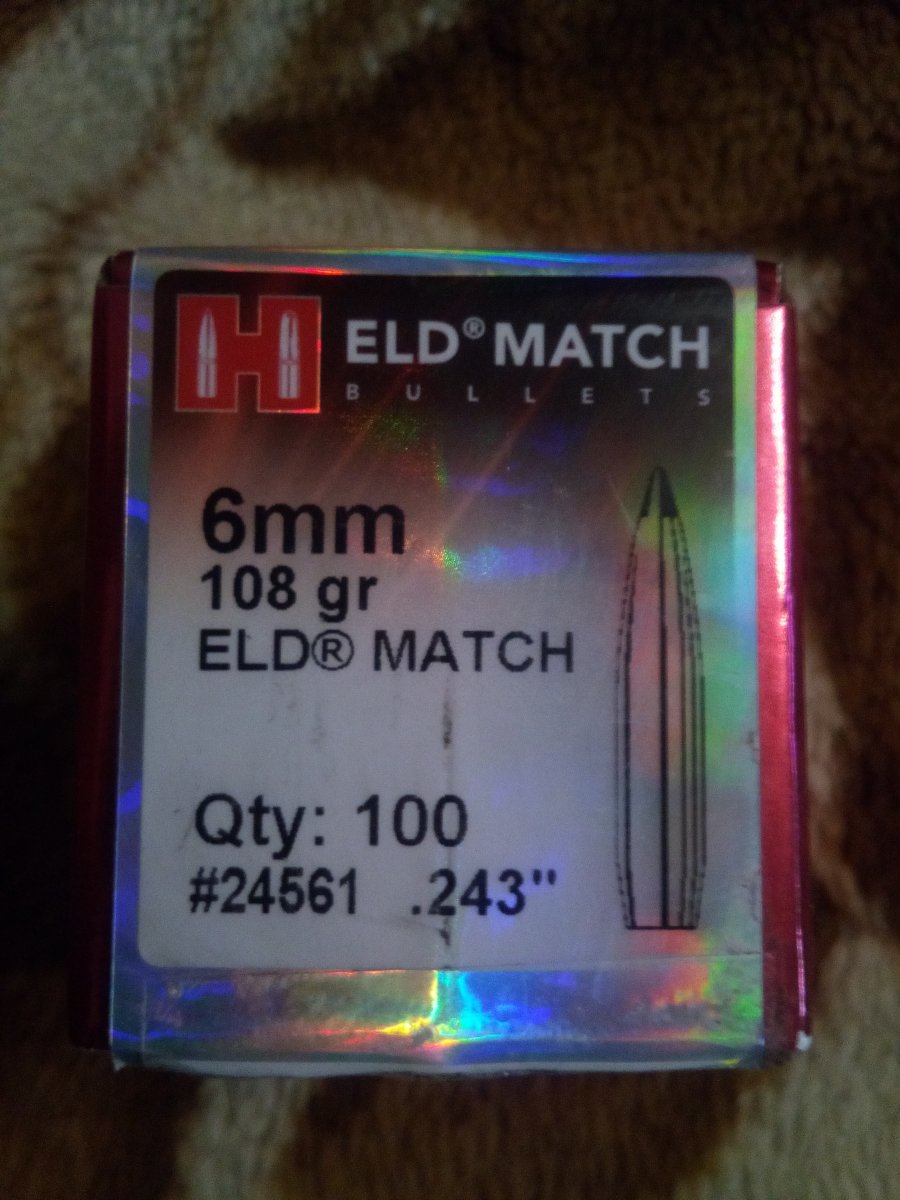 ELD® MATCH
BULLETS
6mm
108 gr
ELD® MATCH
Qty: 100
#24561 .243"